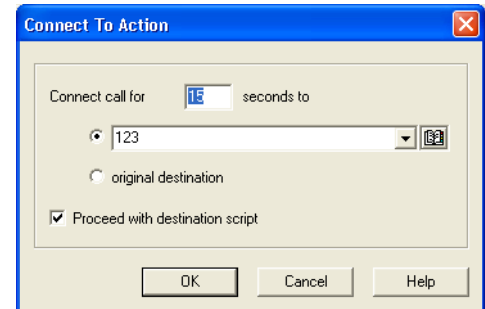 Connect To Action
Connect call for 15 seconds to
123
original destination
Proceed with destination script
OK Cancel Help